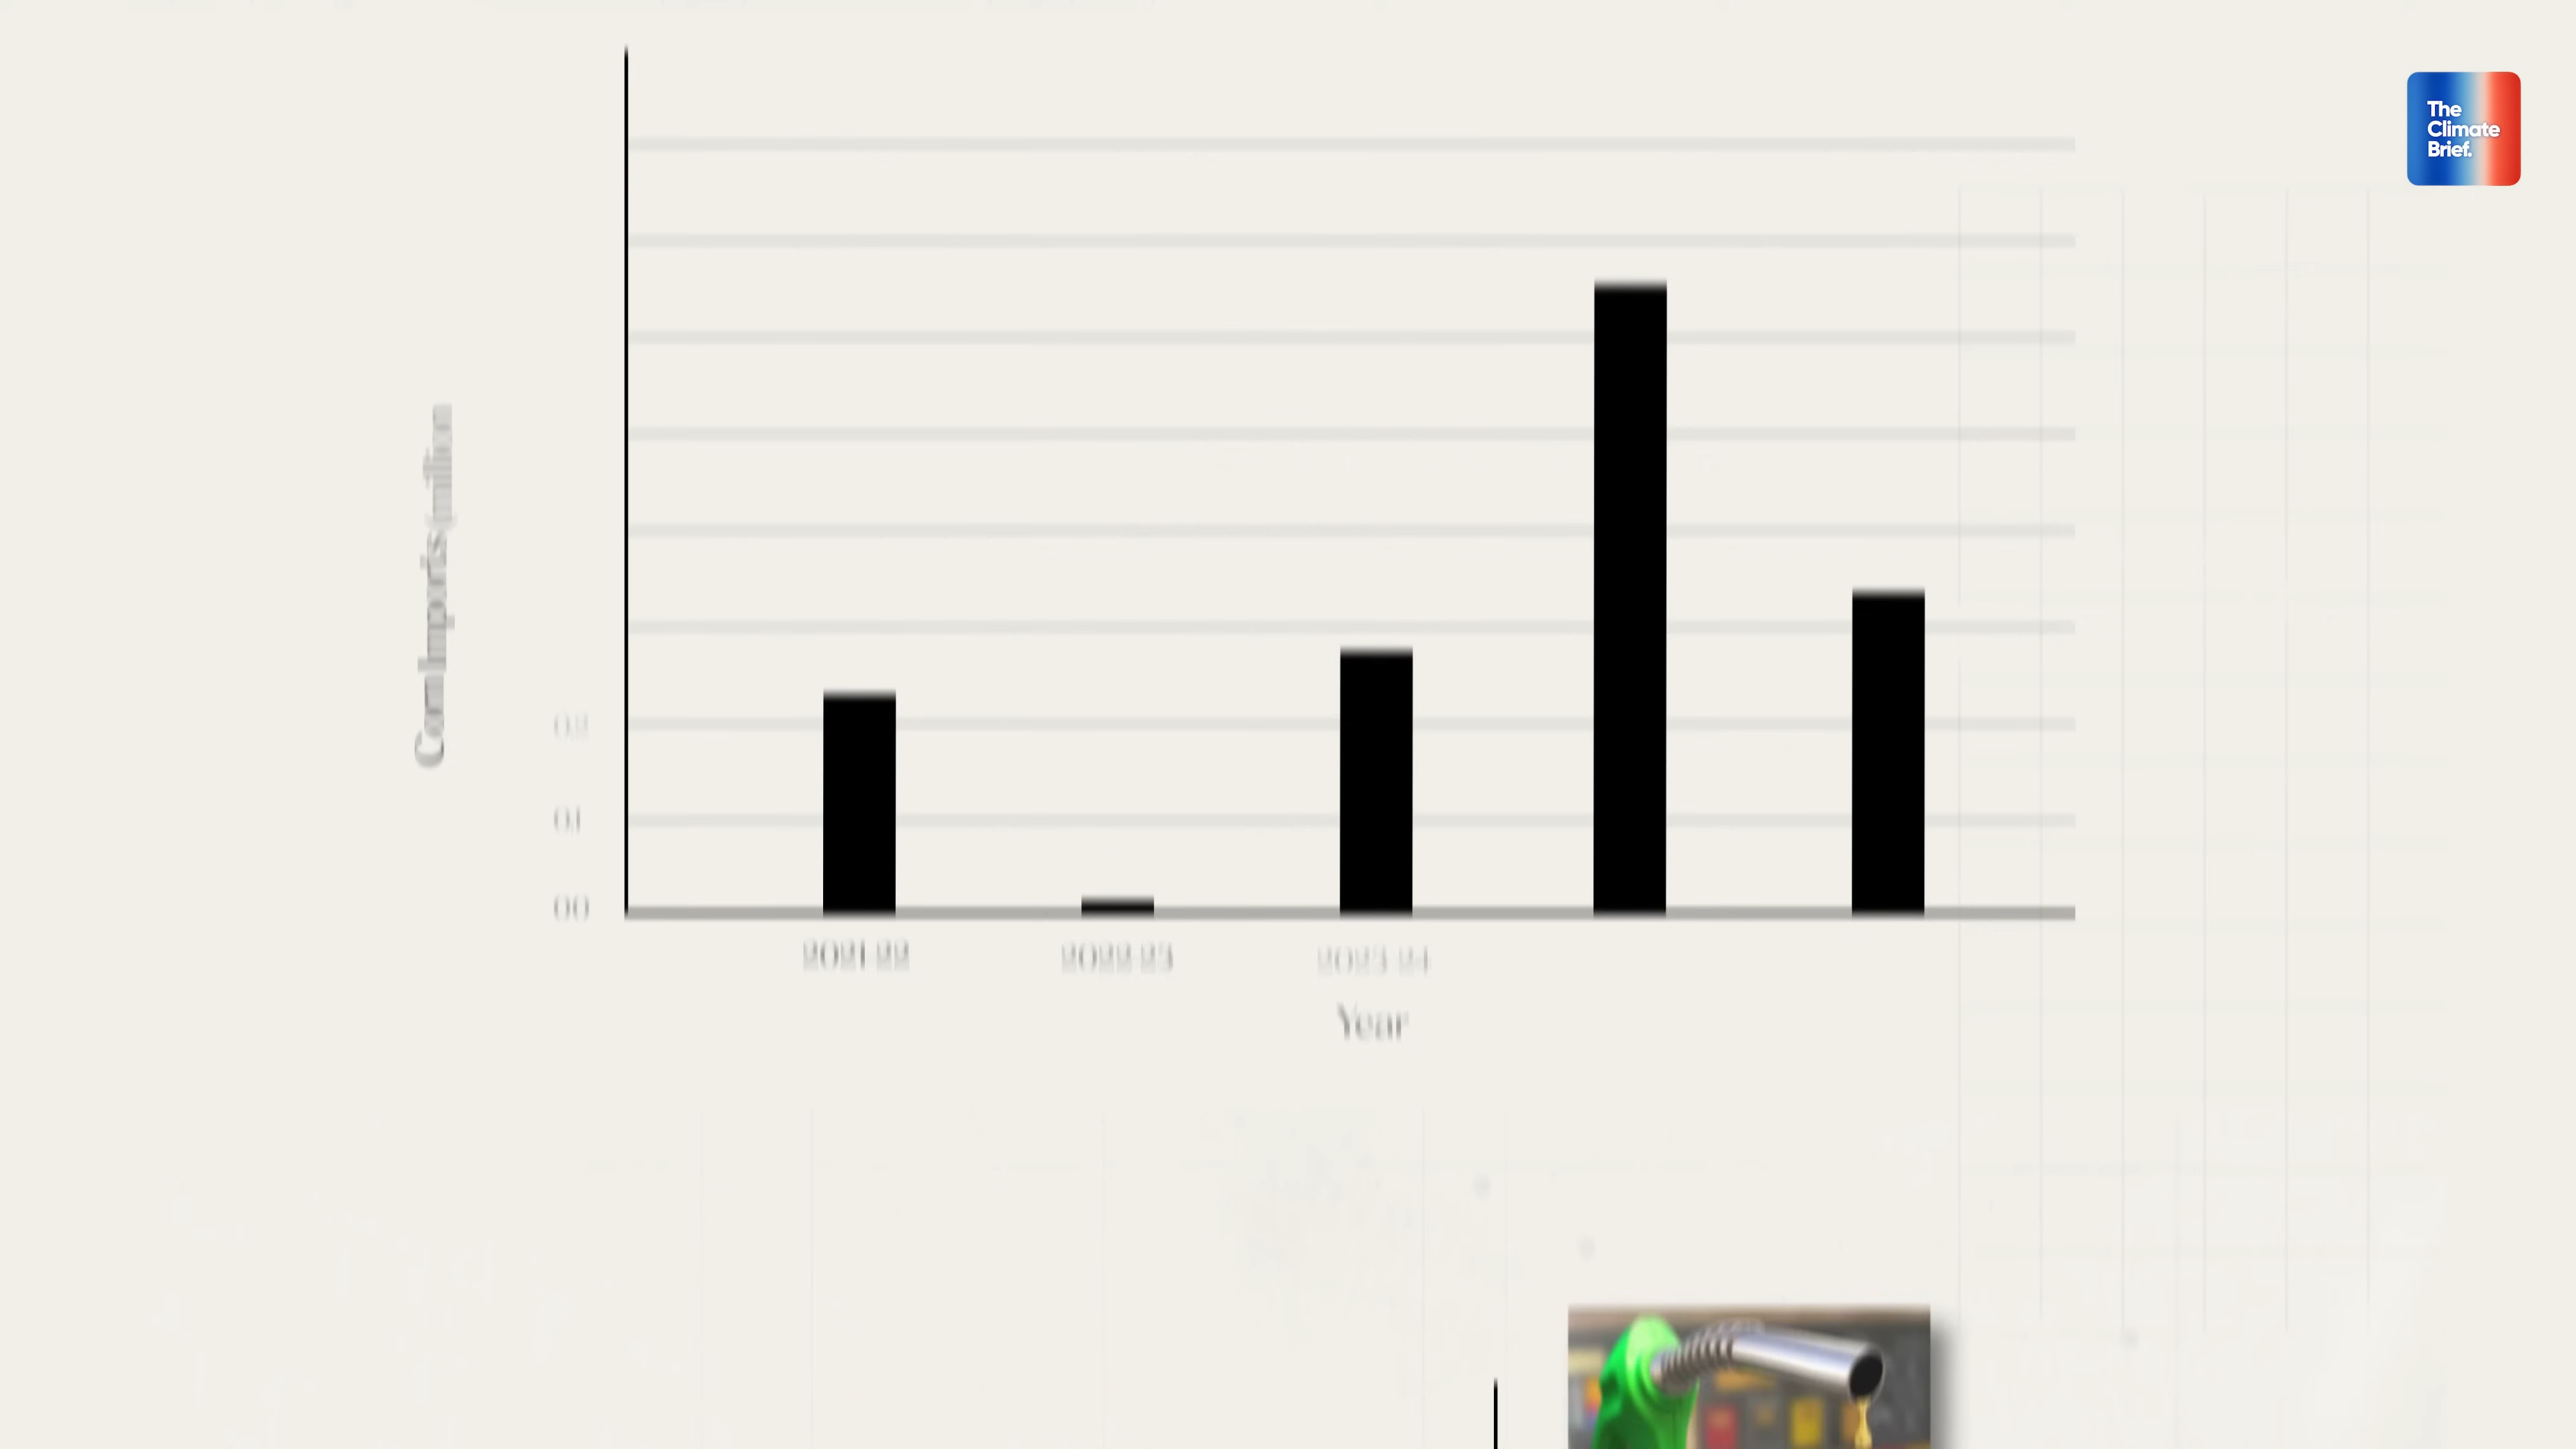 The
Climate
Brief.
Corn Imports (million
0.2
0.1
0.0
2021-22
2022-23
2023-24
Year